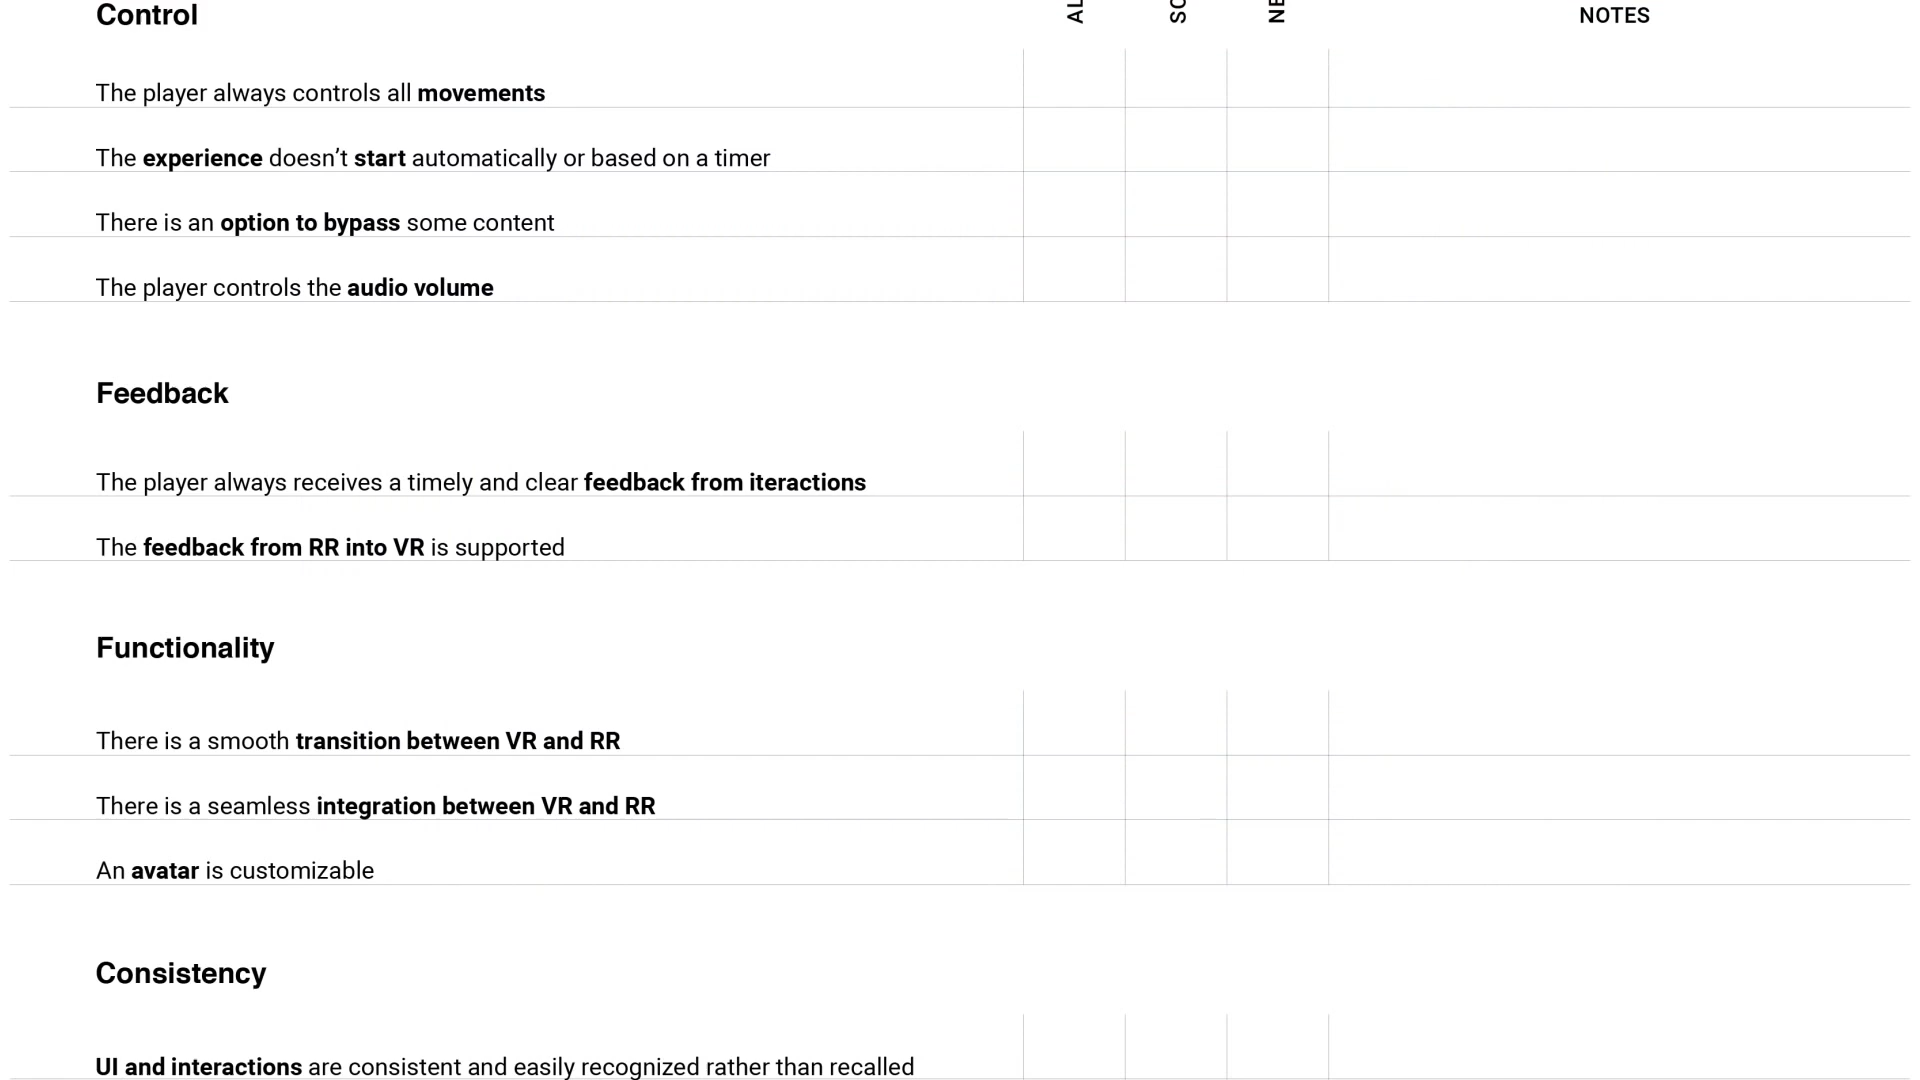 Control
NOTES
The player always controls all movements
The experience doesn’t start automatically or based on a timer
There is an option to bypass some content
The player controls the audio volume
Feedback
The player always receives a timely and clear feedback from iteractions
The feedback from RR into VR is supported
Functionality
There is a smooth transition between VR and RR
There is a seamless integration between VR and RR
An avatar is customizable
Consistency
UI and interactions are consistent and easily recognized rather than recalled